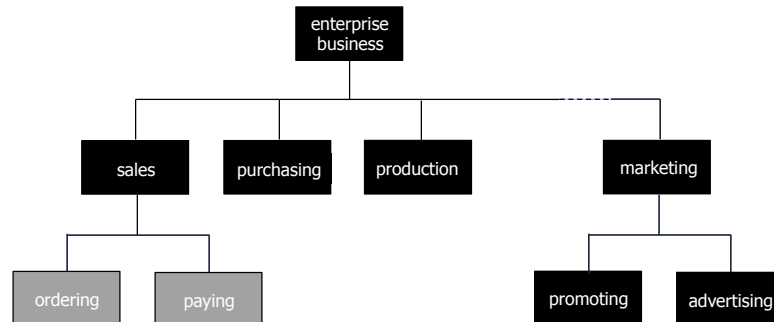 enterprise
business
sales
purchasing
production
marketing
ordering
paying
promoting
advertising